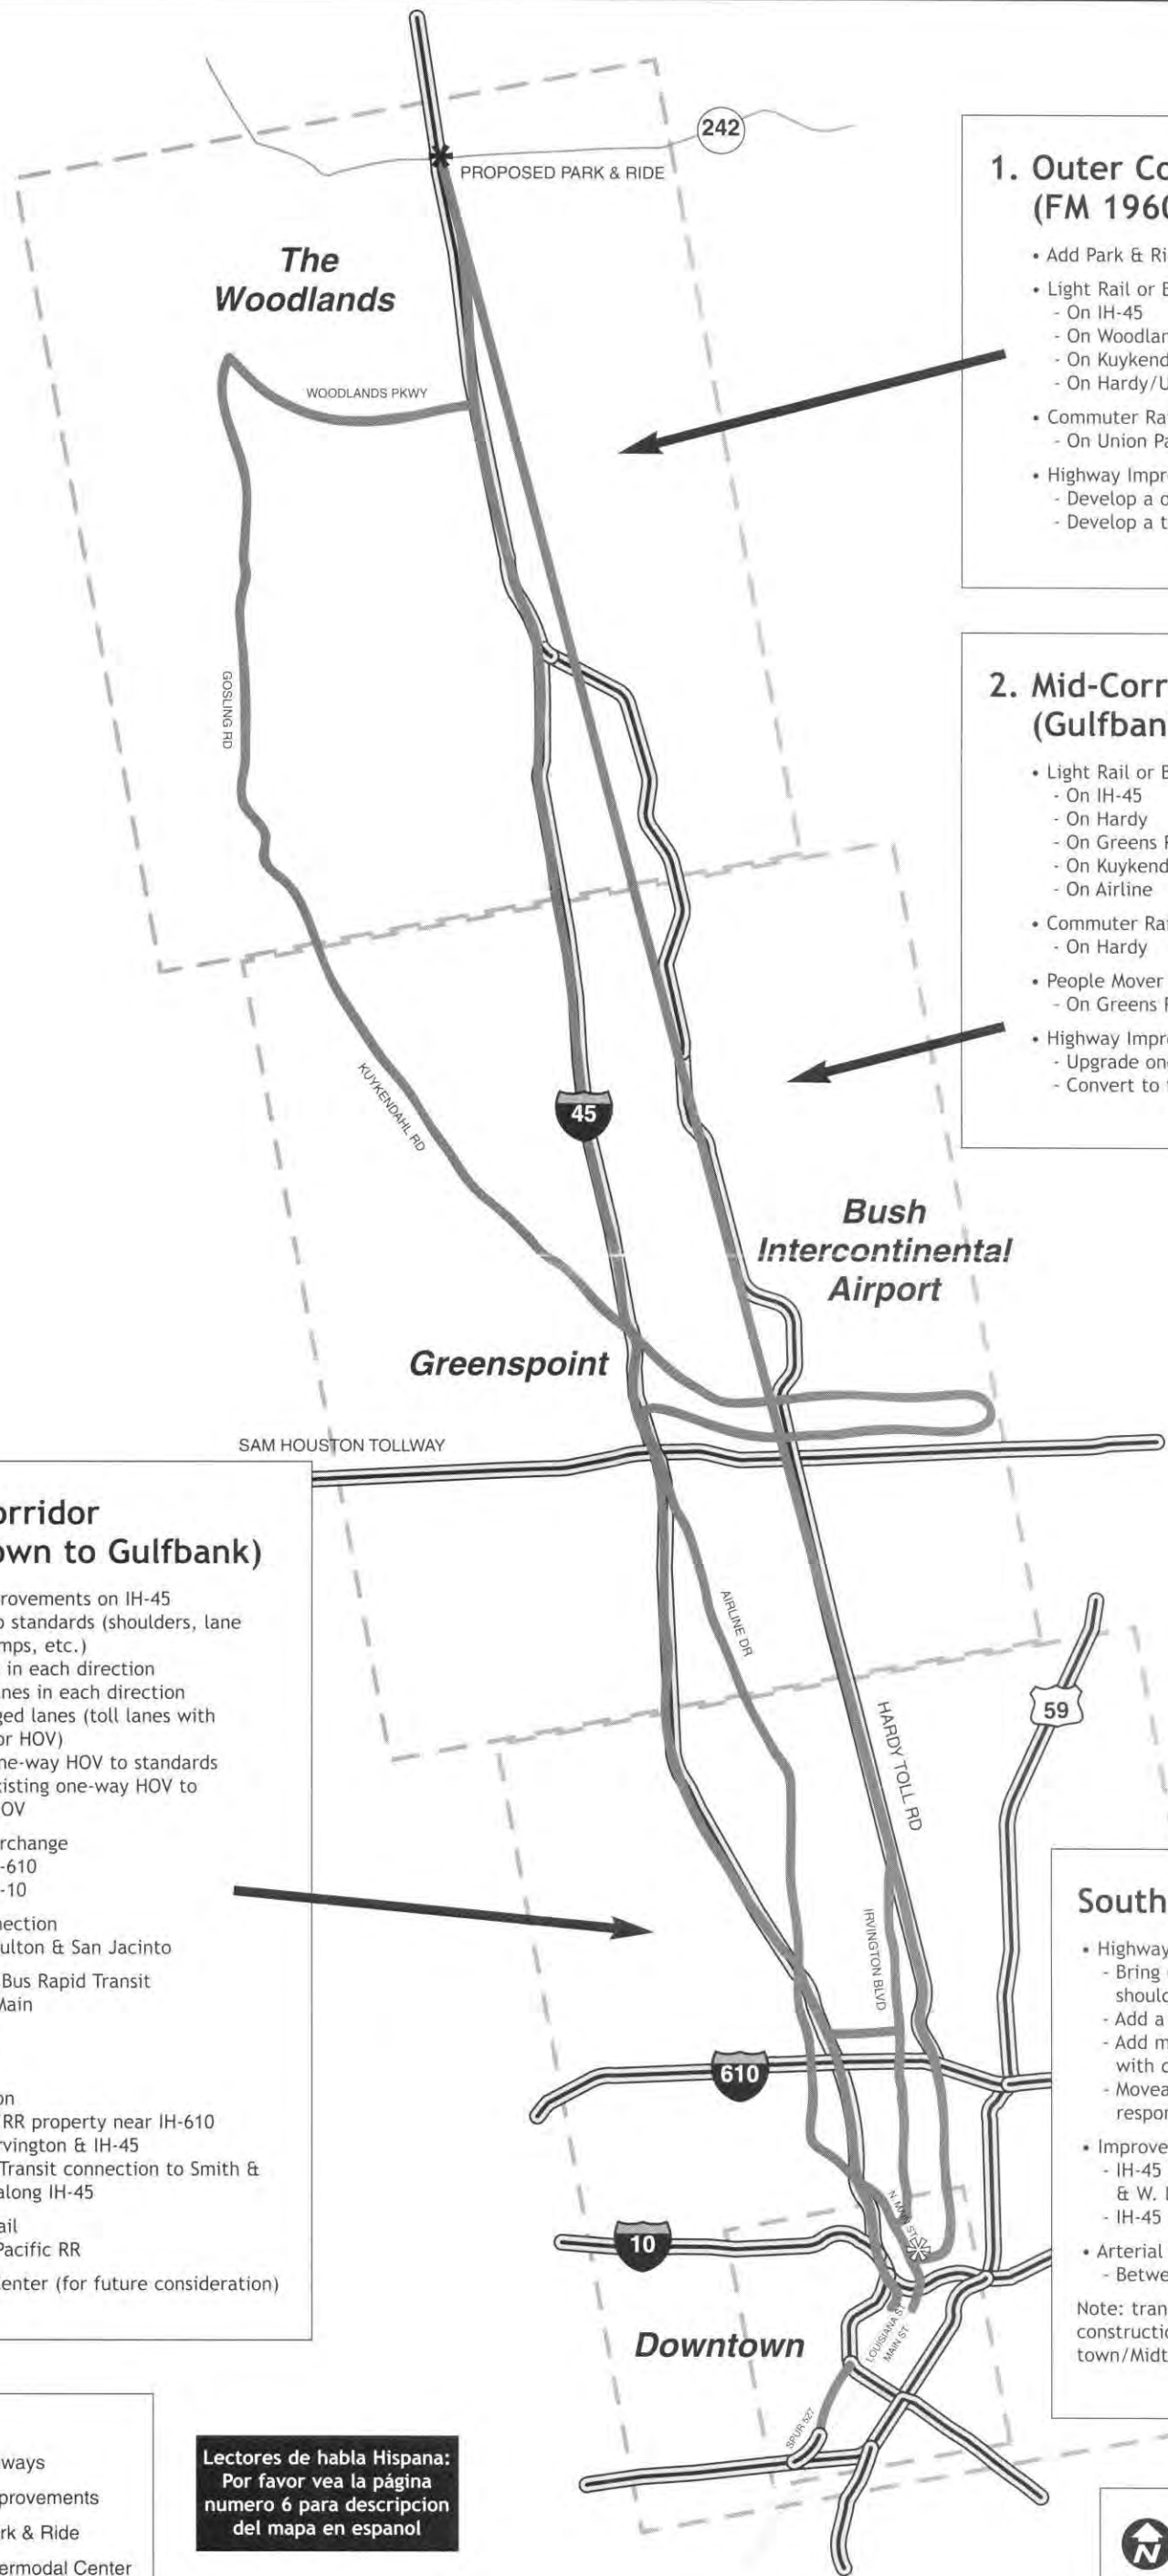 242
PROPOSED PARK & RIDE
The
Woodlands
WOODLANDS PKWY
GOSLING RD
KUYKENDAHL RD
45
Bush
Intercontinental
Airport
Greenspoint
SAM HOUSTON TOLLWAY
AIRLINE DR
HARDY TOLL RD
59
IRVINGTON BLVD
610
N. MAIN ST
10
LOUISIANA ST
MAIN ST
Downtown
SPUR 527
1. Outer Co
(FM 1960
• Add Park & Ri
• Light Rail or B
- On IH-45
- On Woodlan
- On Kuykend
- On Hardy/U
• Commuter Ra
- On Union Pa
• Highway Impr
- Develop a o
- Develop a t
2. Mid-Corr
(Gulfban
• Light Rail or B
- On IH-45
- On Hardy
- On Greens R
- On Kuykend
- On Airline
• Commuter Rai
- On Hardy
• People Mover
- On Greens R
• Highway Impr
- Upgrade one
- Convert to
orridor
own to Gulfbank)
rovements on IH-45
o standards (shoulders, lane
mps, etc.)
in each direction
nes in each direction
ged lanes (toll lanes with
or HOV)
ne-way HOV to standards
xisting one-way HOV to
OV
rchange
-610
-10
nection
ulton & San Jacinto
Bus Rapid Transit
Main
on
RR property near IH-610
rvington & IH-45
Transit connection to Smith &
along IH-45
ail
Pacific RR
enter (for future consideration)
South
• Highway
- Bring
should
- Add a
- Add m
with c
- Movea
respon
• Improve
- IH-45
& W.
- IH-45
• Arterial
- Betwe
Note: tran
constructio
town/Midt
ways
provements
rk & Ride
ermodal Center
Lectores de habla Hispana:
Por favor vea la página
numero 6 para descripcion
del mapa en espanol
N